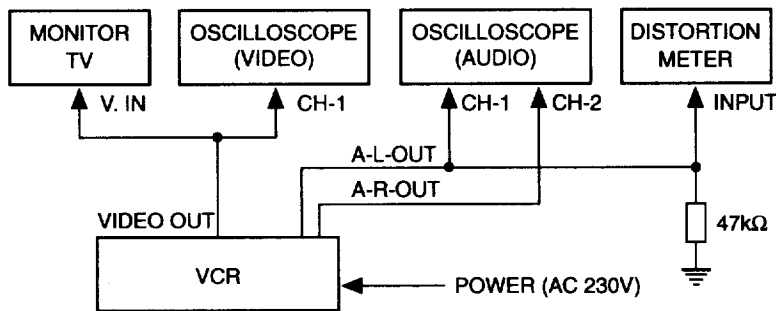 MONITOR
TV
OSCILLOSCOPE
(VIDEO)
OSCILLOSCOPE
(AUDIO)
DISTORTION
METER
V. IN
CH-1
CH-1
CH-2
INPUT
A-L-OUT
A-R-OUT
VIDEO OUT
47kΩ
VCR
POWER (AC 230V)